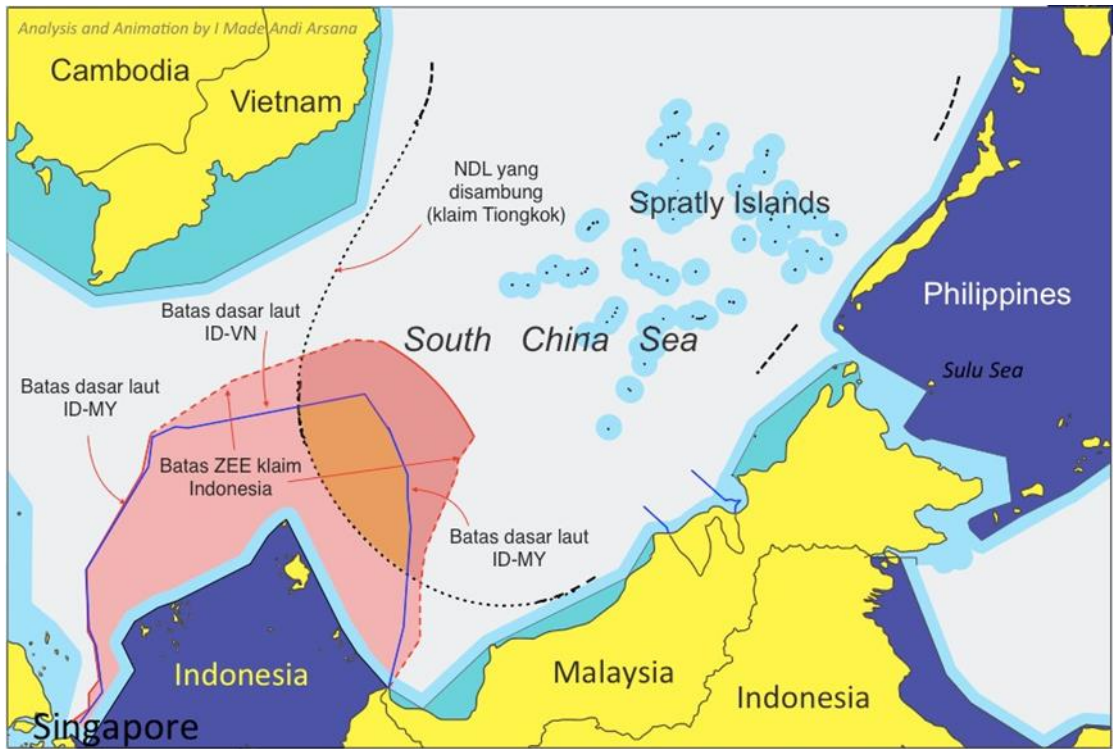 Analysis and Animation by I Made Andi Arsana
Cambodia
Vietnam
NDL yang
disambung
(klaim Tiongkok)
Spratly Islands
Philippines
Batas dasar laut
ID-VN
South China Sea
Sulu Sea
Batas dasar laut
ID-MY
Batas ZEE klaim
Indonesia
Batas dasar laut
ID-MY
Indonesia
Malaysia
Indonesia
Singapore